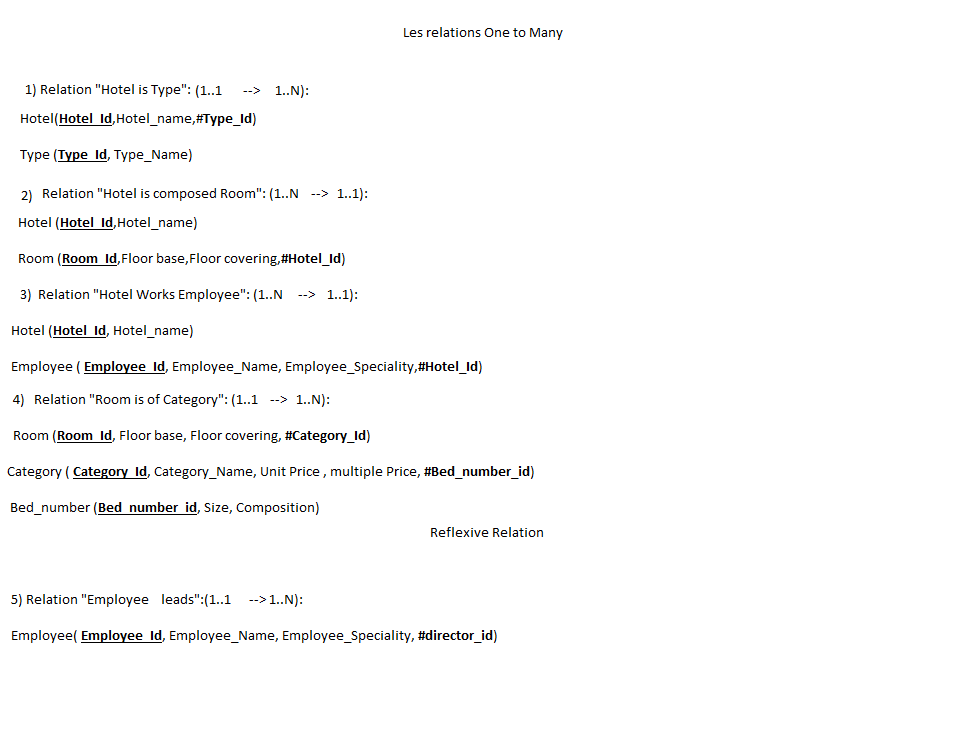 Les relations One to Many
1) Relation "Hotel is Type": (1..1 --> 1..N):
Hotel(Hotel_Id,Hotel_name,#Type_Id)
Type (Type_Id, Type_Name)
2) Relation "Hotel is composed Room": (1..N --> 1..1):
Hotel (Hotel_Id,Hotel_name)
Room (Room_Id,Floor base,Floor covering,#Hotel_Id)
3) Relation "Hotel Works Employee": (1..N --> 1..1):
Hotel (Hotel_Id, Hotel_name)
Employee ( Employee_Id, Employee_Name, Employee_Speciality,#Hotel_Id)
4) Relation "Room is of Category": (1..1 --> 1..N):
Room (Room_Id, Floor base, Floor covering, #Category_Id)
Category ( Category_Id, Category_Name, Unit Price , multiple Price, #Bed_number_id)
Bed_number (Bed_number_id, Size, Composition)
Reflexive Relation
5) Relation "Employee leads":(1..1 -->1..N):
Employee( Employee_Id, Employee_Name, Employee_Speciality, #director_id)